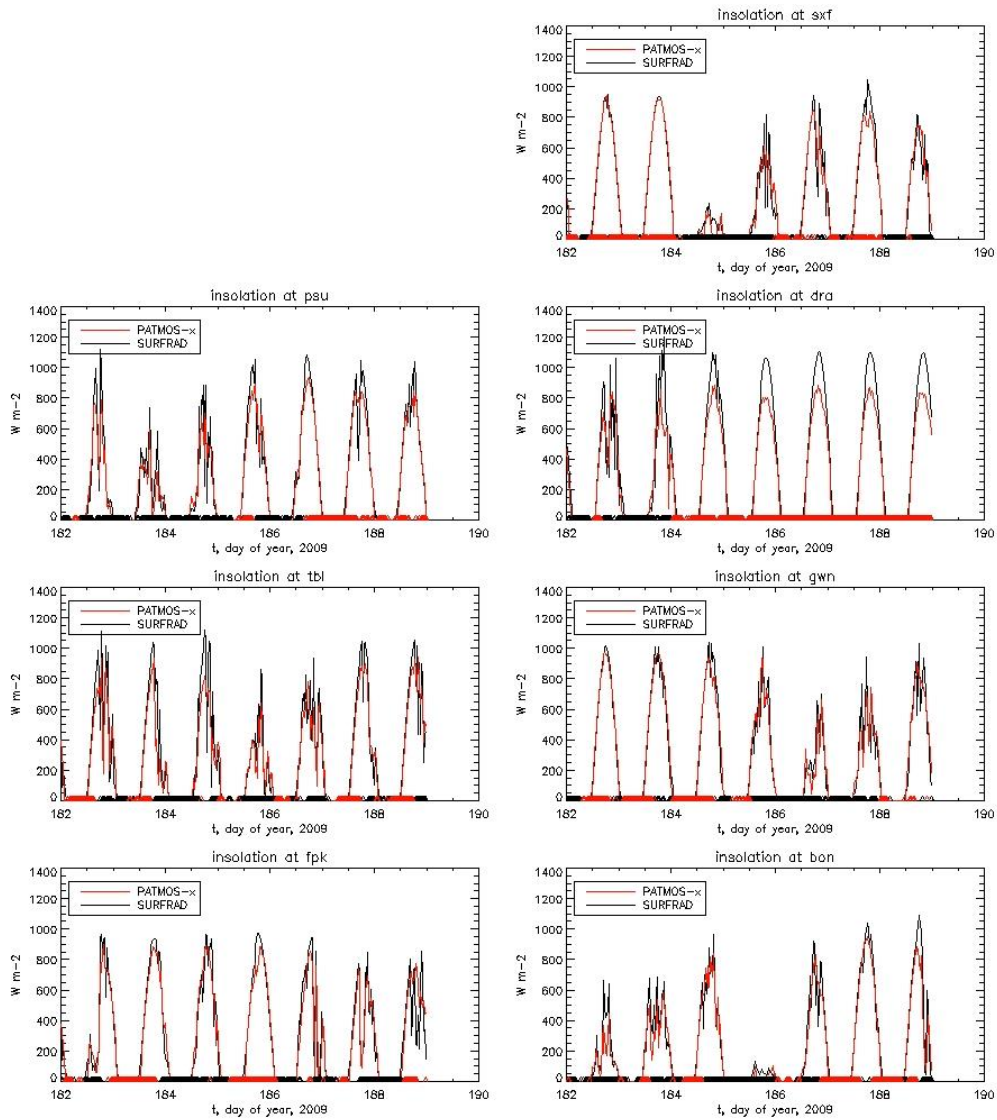 insolation at sxf
1400
1200
1000
800
600
400
200
0
W m-2
PATMOS-x
SURFRAD
182 184 186 188 190
t, day of year, 2009
insolation at psu
1400
1200
1000
800
600
400
200
0
W m-2
PATMOS-x
SURFRAD
182 184 186 188 190
t, day of year, 2009
insolation at dra
1400
1200
1000
800
600
400
200
0
W m-2
PATMOS-x
SURFRAD
182 184 186 188 190
t, day of year, 2009
insolation at tbl
1400
1200
1000
800
600
400
200
0
W m-2
PATMOS-x
SURFRAD
182 184 186 188 190
t, day of year, 2009
insolation at gwn
1400
1200
1000
800
600
400
200
0
W m-2
PATMOS-x
SURFRAD
182 184 186 188 190
t, day of year, 2009
insolation at fpk
1400
1200
1000
800
600
400
200
0
W m-2
PATMOS-x
SURFRAD
182 184 186 188 190
t, day of year, 2009
insolation at bon
1400
1200
1000
800
600
400
200
0
W m-2
PATMOS-x
SURFRAD
182 184 186 188 190
t, day of year, 2009